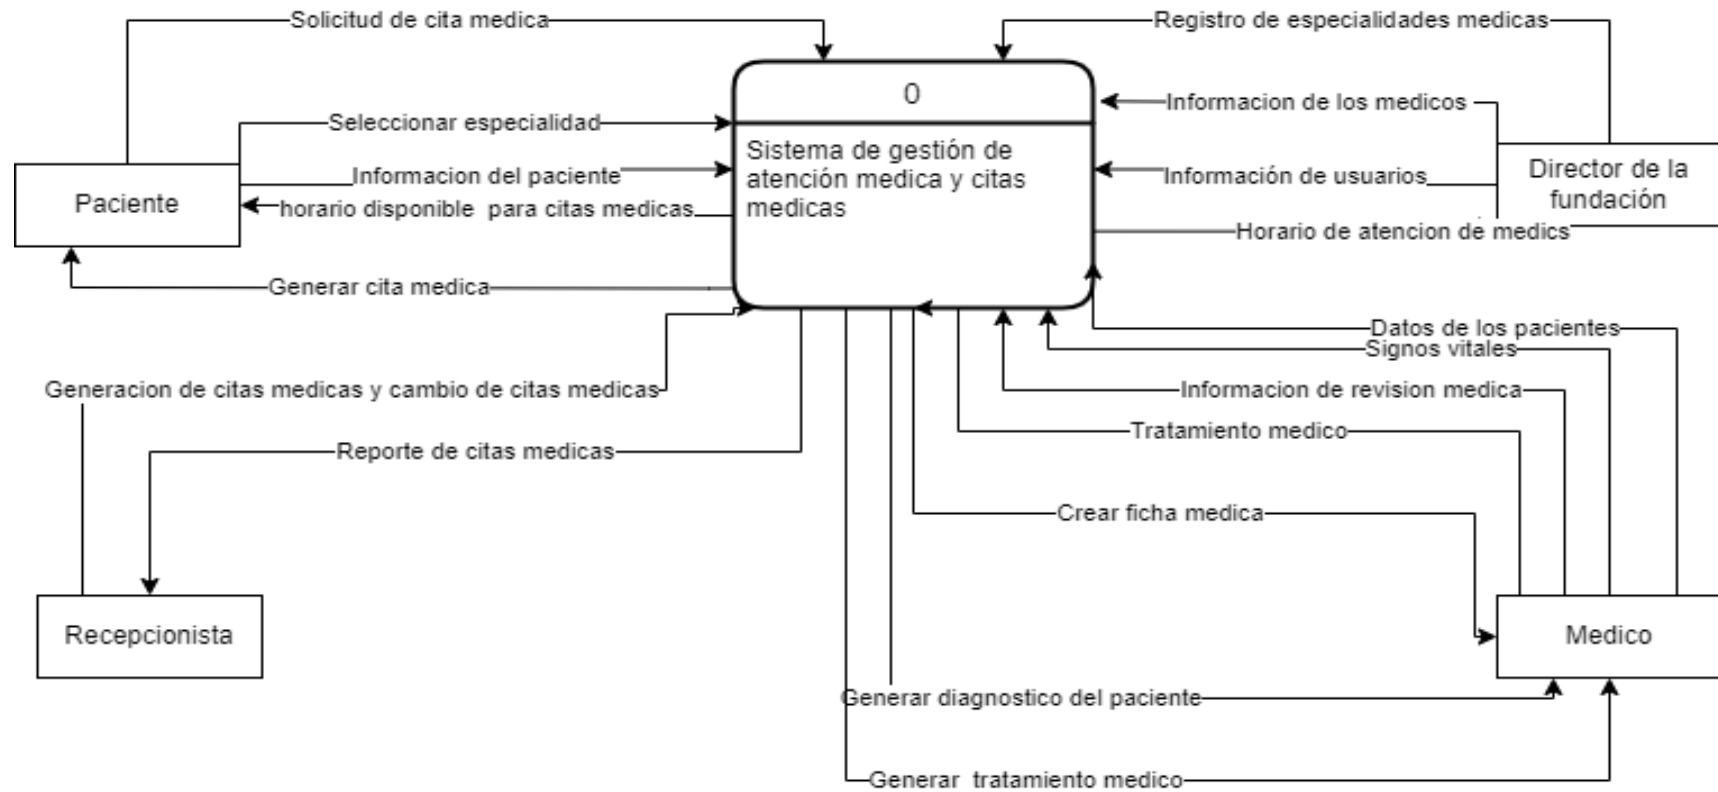 Solicitud de cita medica
Registro de especialidades medicas
0
Informacion de los medicos
Seleccionar especialidad
Sistema de gestión de
atención medica y citas
medicas
Informacion del paciente
Información de usuarios
Director de la
fundación
Paciente
horario disponible para citas medicas
Horario de atencion de medics
Generar cita medica
Datos de los pacientes
Signos vitales
Generacion de citas medicas y cambio de citas medicas
Informacion de revision medica
Tratamiento medico
Reporte de citas medicas
Crear ficha medica
Recepcionista
Medico
Generar diagnostico del paciente
Generar tratamiento medico